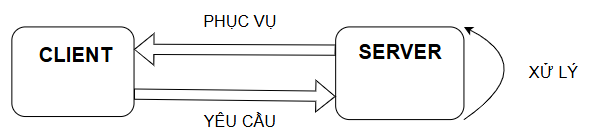 PHỤC VỤ
CLIENT
SERVER
XỬ LÝ
YÊU CẦU